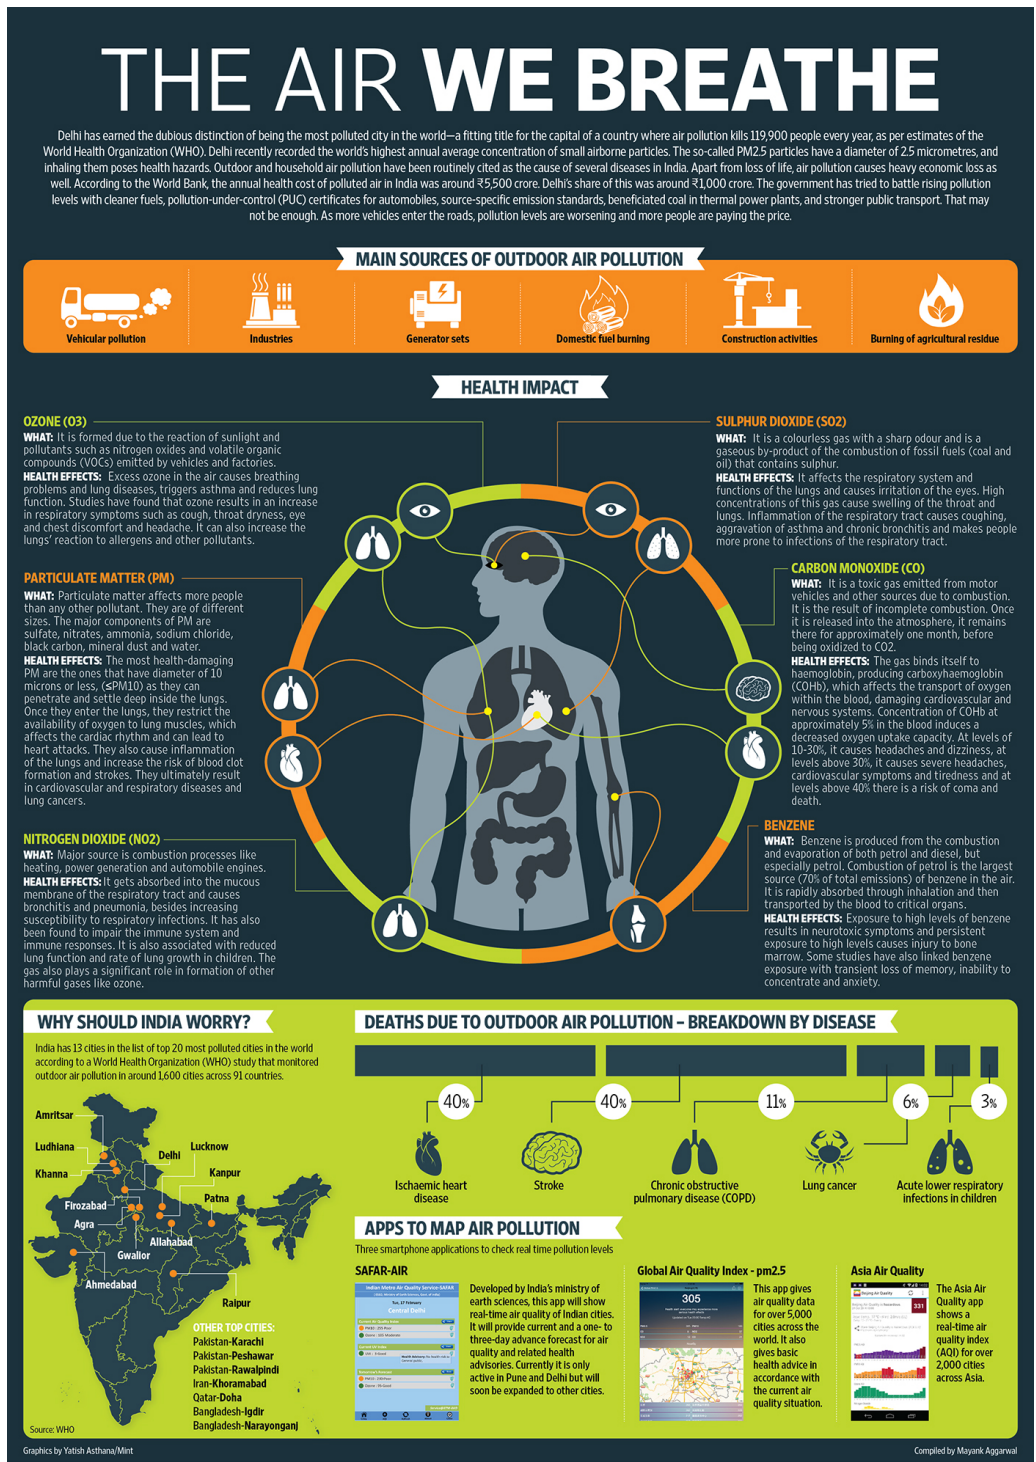 THE AIR WE BREATHE
Delhi has earned the dubious distinction of being the most polluted city in the world—a fitting title for the capital of a country where air pollution kills 119,900 people every year, as per estimates of the
World Health Organization (WHO). Delhi recently recorded the world's highest annual average concentration of small airborne particles. The so-called PM2.5 particles have a diameter of 2.5 micrometres, and
inhaling them poses health hazards. Outdoor and household air pollution have been routinely cited as the cause of several diseases in India. Apart from loss of life, air pollution causes heavy economic loss as
well. According to the World Bank, the annual health cost of polluted air in India was around ₹5,500 crore. Delhi's share of this was around ₹1,000 crore. The government has tried to battle rising pollution
levels with cleaner fuels, pollution-under-control (PUC) certificates for automobiles, source-specific emission standards, beneficiated coal in thermal power plants, and stronger public transport. That may
not be enough. As more vehicles enter the roads, pollution levels are worsening and more people are paying the price.
MAIN SOURCES OF OUTDOOR AIR POLLUTION
Vehicular pollution
Industries
Generator sets
Domestic fuel burning
Construction activities
Burning of agricultural residue
HEALTH IMPACT
OZONE (O3)
WHAT: It is formed due to the reaction of sunlight and
pollutants such as nitrogen oxides and volatile organic
compounds (VOCs) emitted by vehicles and factories.
HEALTH EFFECTS: Excess ozone in the air causes breathing
problems and lung diseases, triggers asthma and reduces lung
function. Studies have found that ozone results in an increase
in respiratory symptoms such as cough, throat dryness, eye
and chest discomfort and headache. It can also increase the
lungs' reaction to allergens and other pollutants.
PARTICULATE MATTER (PM)
WHAT: Particulate matter affects more people
than any other pollutant. They are of different
sizes. The major components of PM are
sulfate, nitrates, ammonia, sodium chloride,
black carbon, mineral dust and water.
HEALTH EFFECTS: The most health-damaging
PM are the ones that have diameter of 10
microns or less, (≤PM10) as they can
penetrate and settle deep inside the lungs.
Once they enter the lungs, they restrict the
availability of oxygen to lung muscles, which
affects the cardiac rhythm and can lead to
heart attacks. They also cause inflammation
of the lungs and increase the risk of blood clot
formation and strokes. They ultimately result
in cardiovascular and respiratory diseases and
lung cancers.
NITROGEN DIOXIDE (NO2)
WHAT: Major source is combustion processes like
heating, power generation and automobile engines.
HEALTH EFFECTS: It gets absorbed into the mucous
membrane of the respiratory tract and causes
bronchitis and pneumonia, besides increasing
susceptibility to respiratory infections. It has also
been found to impair the immune system and
immune responses. It is also associated with reduced
lung function and rate of lung growth in children. The
gas also plays a significant role in formation of other
harmful gases like ozone.
SULPHUR DIOXIDE (SO2)
WHAT: It is a colourless gas with a sharp odour and is a
gaseous by-product of the combustion of fossil fuels (coal and
oil) that contains sulphur.
HEALTH EFFECTS: It affects the respiratory system and
functions of the lungs and causes irritation of the eyes. High
concentrations of this gas cause swelling of the throat and
lungs. Inflammation of the respiratory tract causes coughing,
aggravation of asthma and chronic bronchitis and makes people
more prone to infections of the respiratory tract.
CARBON MONOXIDE (CO)
WHAT: It is a toxic gas emitted from motor
vehicles and other sources due to combustion.
It is the result of incomplete combustion. Once
it is released into the atmosphere, it remains
there for approximately one month, before
being oxidized to CO2.
HEALTH EFFECTS: The gas binds itself to
haemoglobin, producing carboxyhaemoglobin
(COHb), which affects the transport of oxygen
within the blood, damaging cardiovascular and
nervous systems. Concentration of COHb at
approximately 5% in the blood induces a
decreased oxygen uptake capacity. At levels of
10-30%, it causes headaches and dizziness, at
levels above 30%, it causes severe headaches,
cardiovascular symptoms and tiredness and at
levels above 40% there is a risk of coma and
death.
BENZENE
WHAT: Benzene is produced from the combustion
and evaporation of both petrol and diesel, but
especially petrol. Combustion of petrol is the largest
source (70% of total emissions) of benzene in the air.
It is rapidly absorbed through inhalation and then
transported by the blood to critical organs.
HEALTH EFFECTS: Exposure to high levels of benzene
results in neurotoxic symptoms and persistent
exposure to high levels causes injury to bone
marrow. Some studies have also linked benzene
exposure with transient loss of memory, inability to
concentrate and anxiety.
WHY SHOULD INDIA WORRY?
India has 13 cities in the list of top 20 most polluted cities in the world
according to a World Health Organization (WHO) study that monitored
outdoor air pollution in around 1,600 cities across 91 countries.
Amritsar
Ludhiana
Khanna
Delhi
Lucknow
Kanpur
Patna
Firozabad
Agra
Allahabad
Gwalior
Ahmedabad
Raipur
OTHER TOP CITIES:
Pakistan-Karachi
Pakistan-Peshawar
Pakistan-Rawalpindi
Iran-Khoramabad
Qatar-Doha
Bangladesh-Igdir
Bangladesh-Narayonganj
Source: WHO
DEATHS DUE TO OUTDOOR AIR POLLUTION – BREAKDOWN BY DISEASE
40%
40%
11%
6%
3%
Ischaemic heart
disease
Stroke
Chronic obstructive
pulmonary disease (COPD)
Lung cancer
Acute lower respiratory
infections in children
APPS TO MAP AIR POLLUTION
Three smartphone applications to check real time pollution levels
SAFAR-AIR
Indian Metro Air Quality Service-SAFAR
Tue, 17 February
Central Delhi
Developed by India's ministry of
earth sciences, this app will show
real-time air quality of Indian cities.
It will provide current and a one- to
three-day advance forecast for air
quality and related health
advisories. Currently it is only
active in Pune and Delhi but will
soon be expanded to other cities.
Global Air Quality Index - pm2.5
305
This app gives
air quality data
for over 5,000
cities across the
world. It also
gives basic
health advice in
accordance with
the current air
quality situation.
Asia Air Quality
Beijing Air Quality
331
The Asia Air
Quality app
shows a
real-time air
quality index
(AQI) for over
2,000 cities
across Asia.
Graphics by Yatish Asthana/Mint
Compiled by Mayank Aggarwal